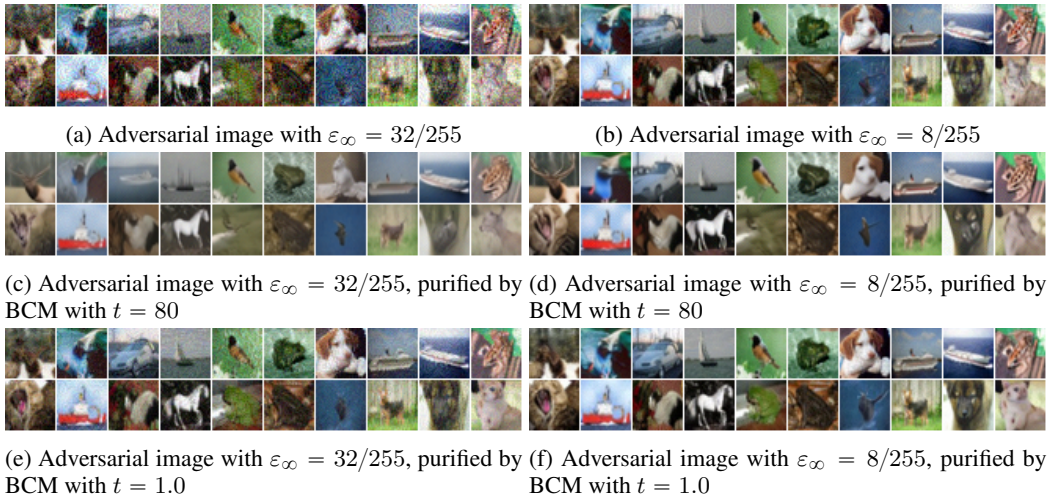 (a) Adversarial image with ε∞ = 32/255
(b) Adversarial image with ε∞ = 8/255
(c) Adversarial image with ε∞ = 32/255, purified by
BCM with t = 80
(d) Adversarial image with ε∞ = 8/255, purified by
BCM with t = 80
(e) Adversarial image with ε∞ = 32/255, purified by
BCM with t = 1.0
(f) Adversarial image with ε∞ = 8/255, purified by
BCM with t = 1.0